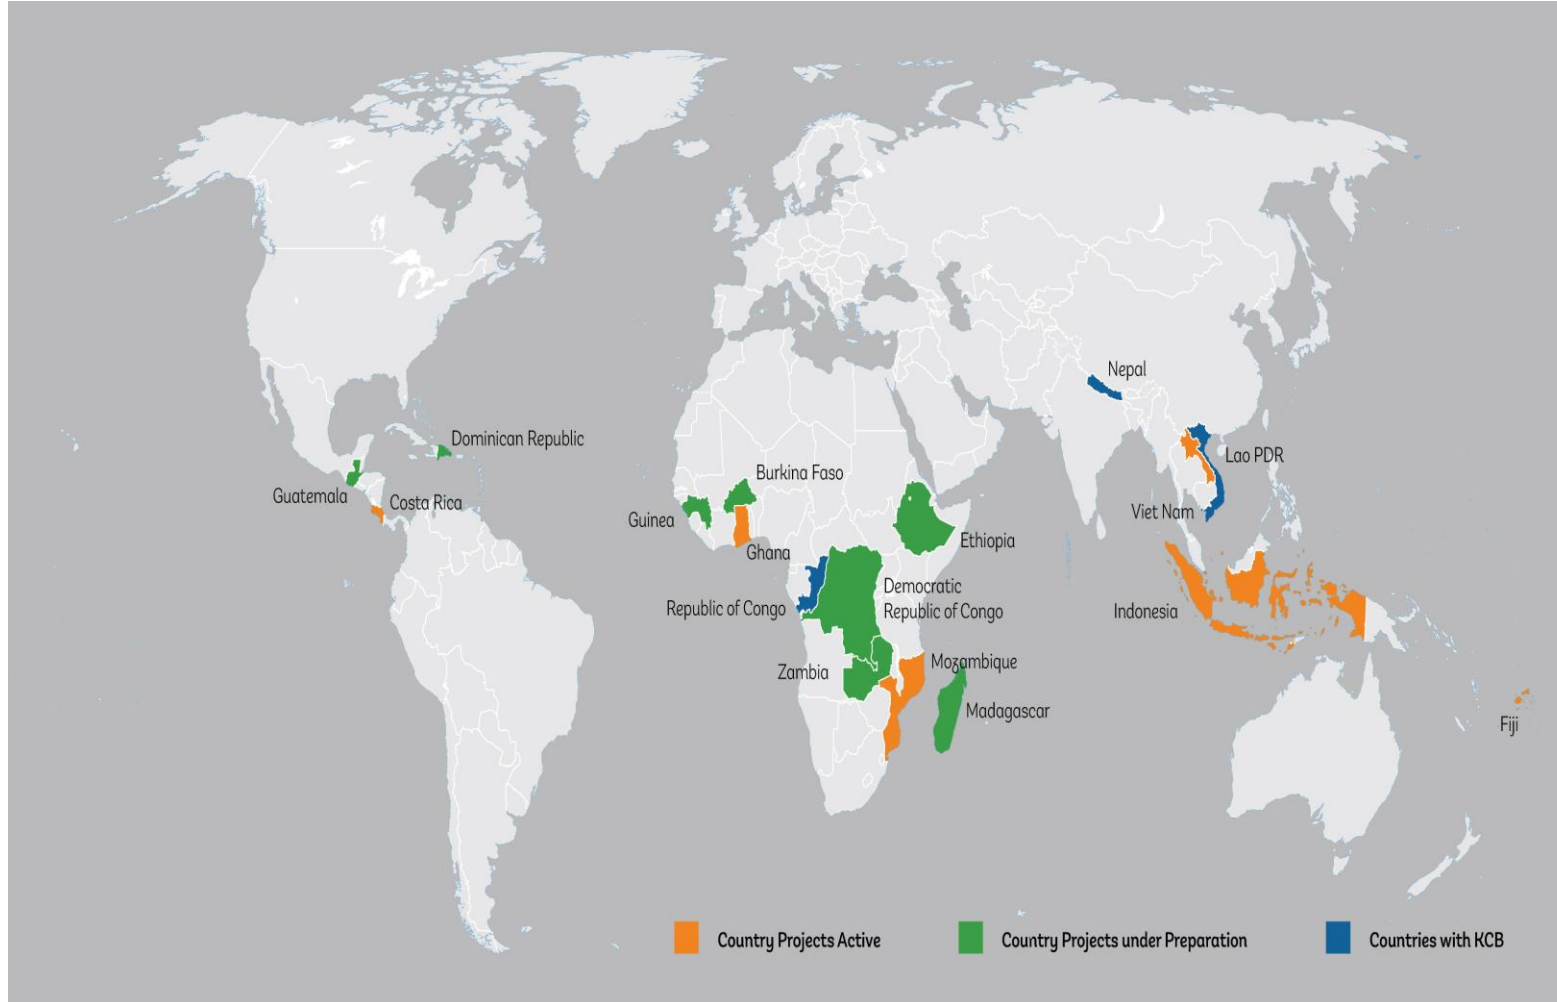 Nepal
Dominican Republic
Lao PDR
Burkina Faso
Guatemala
Costa Rica
Viet Nam
Guinea
Ethiopia
Ghana
Democratic
Republic of Congo
Republic of Congo
Indonesia
Mozambique
Zambia
Madagascar
Fiji
Country Projects Active
Country Projects under Preparation
Countries with KCB